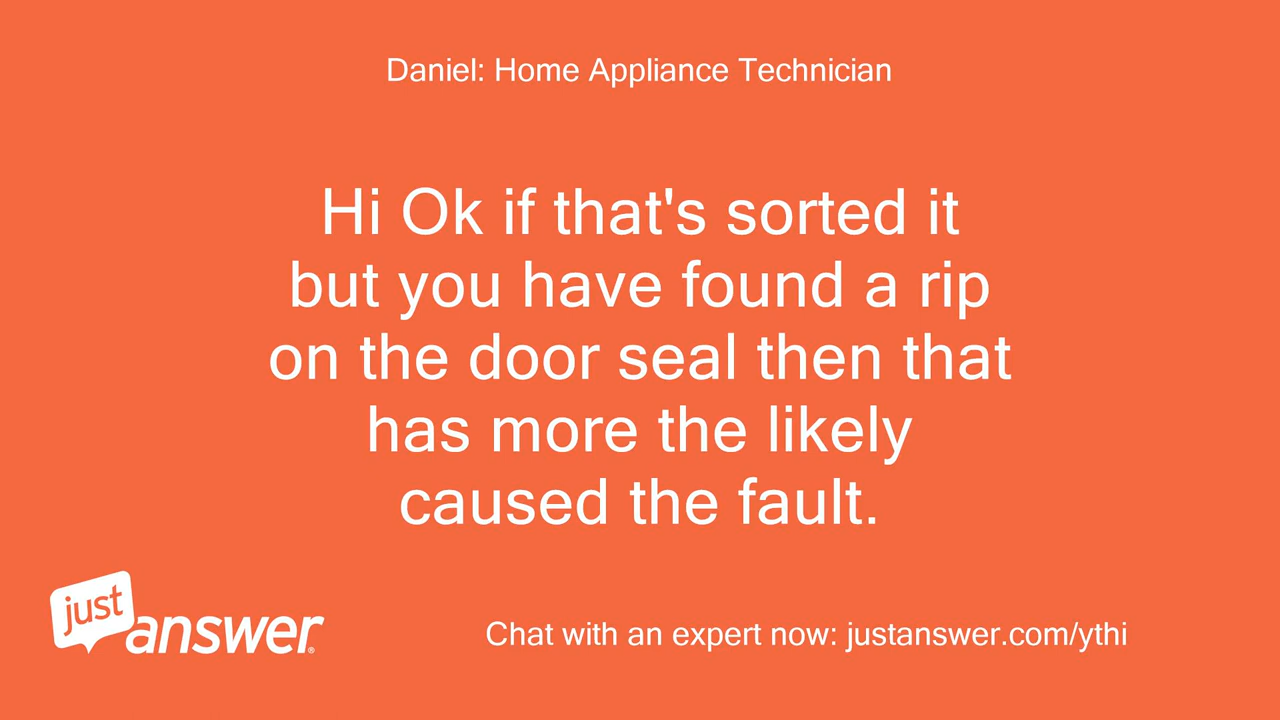 Daniel: Home Appliance Technician
Hi Ok if that's sorted it
but you have found a rip
on the door seal then that
has more the likely
caused the fault.
just
answer®
Chat with an expert now: justanswer.com/ythi